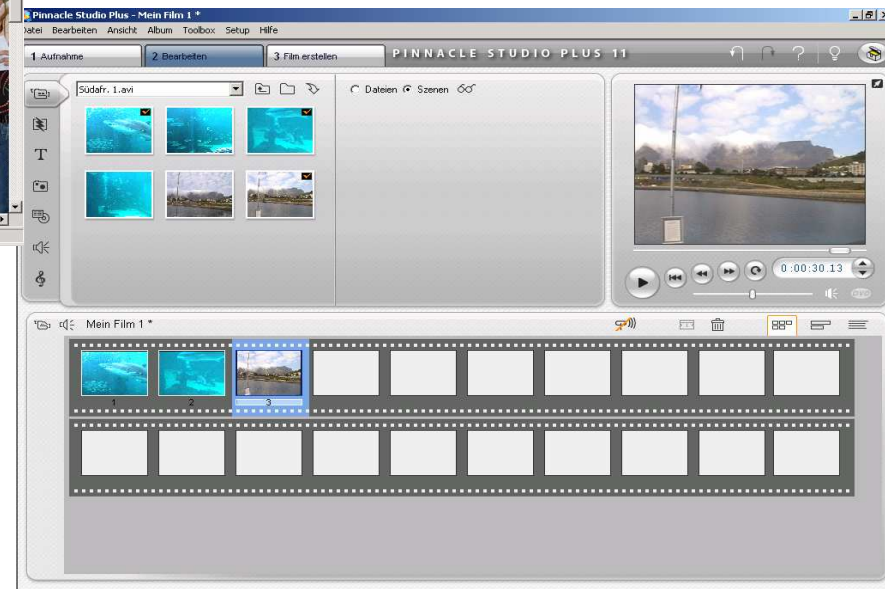 Pinnacle Studio Plus - Mein Film 1 *
Datei Bearbeiten Ansicht Album Toolbox Setup Hilfe
1 Aufnahme
2 Bearbeiten
3 Film erstellen
PINNACLE STUDIO PLUS 11
Südafr. 1.avi
Dateien
Szenen
0:00:30.13
Mein Film 1 *
1
2
3